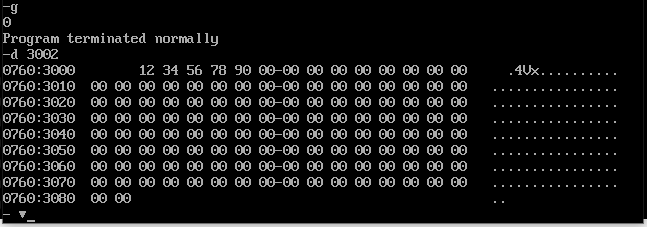 -g
0
Program terminated normally
-d 3002
0760:3000        12 34 56 78 90 00-00 00 00 00 00 00 00 00   .4Vx..........
0760:3010  00 00 00 00 00 00 00 00-00 00 00 00 00 00 00 00   ................
0760:3020  00 00 00 00 00 00 00 00-00 00 00 00 00 00 00 00   ................
0760:3030  00 00 00 00 00 00 00 00-00 00 00 00 00 00 00 00   ................
0760:3040  00 00 00 00 00 00 00 00-00 00 00 00 00 00 00 00   ................
0760:3050  00 00 00 00 00 00 00 00-00 00 00 00 00 00 00 00   ................
0760:3060  00 00 00 00 00 00 00 00-00 00 00 00 00 00 00 00   ................
0760:3070  00 00 00 00 00 00 00 00-00 00 00 00 00 00 00 00   ................
0760:3080  00 00                                             ..
- ▼_